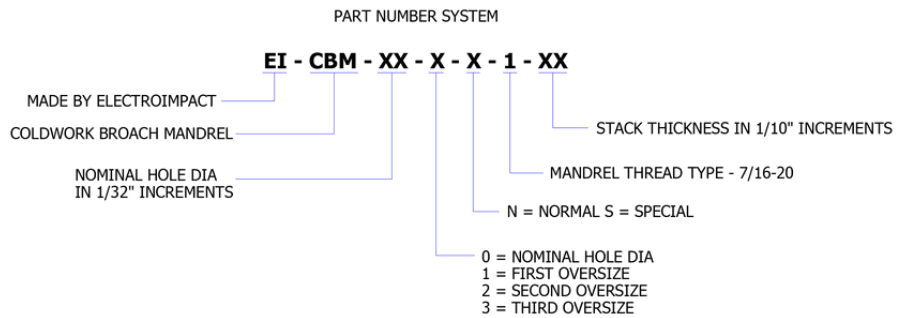 PART NUMBER SYSTEM
EI - CBM - XX - X - X - 1 - XX
MADE BY ELECTROIMPACT
COLDWORK BROACH MANDREL
NOMINAL HOLE DIA
IN 1/32" INCREMENTS
STACK THICKNESS IN 1/10" INCREMENTS
MANDREL THREAD TYPE - 7/16-20
N = NORMAL S = SPECIAL
0 = NOMINAL HOLE DIA
1 = FIRST OVERSIZE
2 = SECOND OVERSIZE
3 = THIRD OVERSIZE